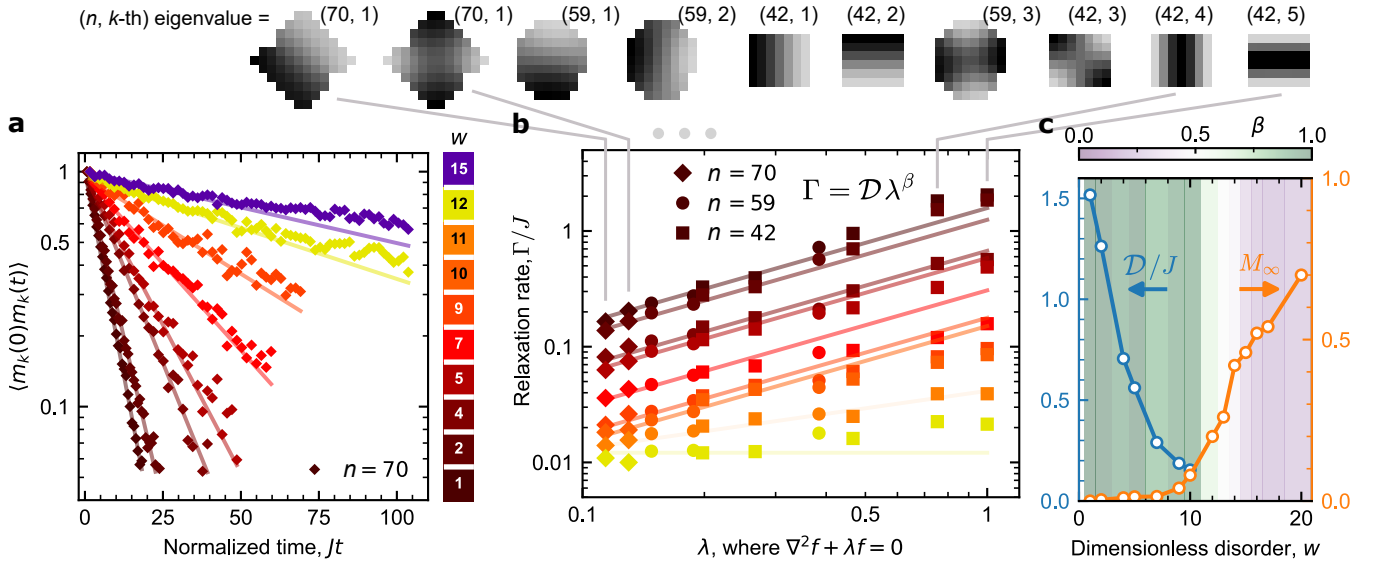 (n, k-th) eigenvalue = (70, 1) (70, 1) (59, 1) (59, 2) (42, 1) (42, 2) (59, 3) (42, 3) (42, 4) (42, 5)
a
⟨m_k(0)m_k(t)⟩
1
0.5
0.1
0 25 50 75 100
Normalized time, Jt
n = 70
w
15
12
11
10
9
7
5
4
2
1
b
Relaxation rate, Γ/J
1
0.1
0.01
n = 70
n = 59
n = 42
Γ = 𝒟λ^β
0.1 0.5 1
λ, where ∇²f + λf = 0
c
0.0 0.5 β 1.0
1.5
1.0
0.5
0.0
𝒟/J
M_∞
1.0
0.5
0.0
0 10 20
Dimensionless disorder, w